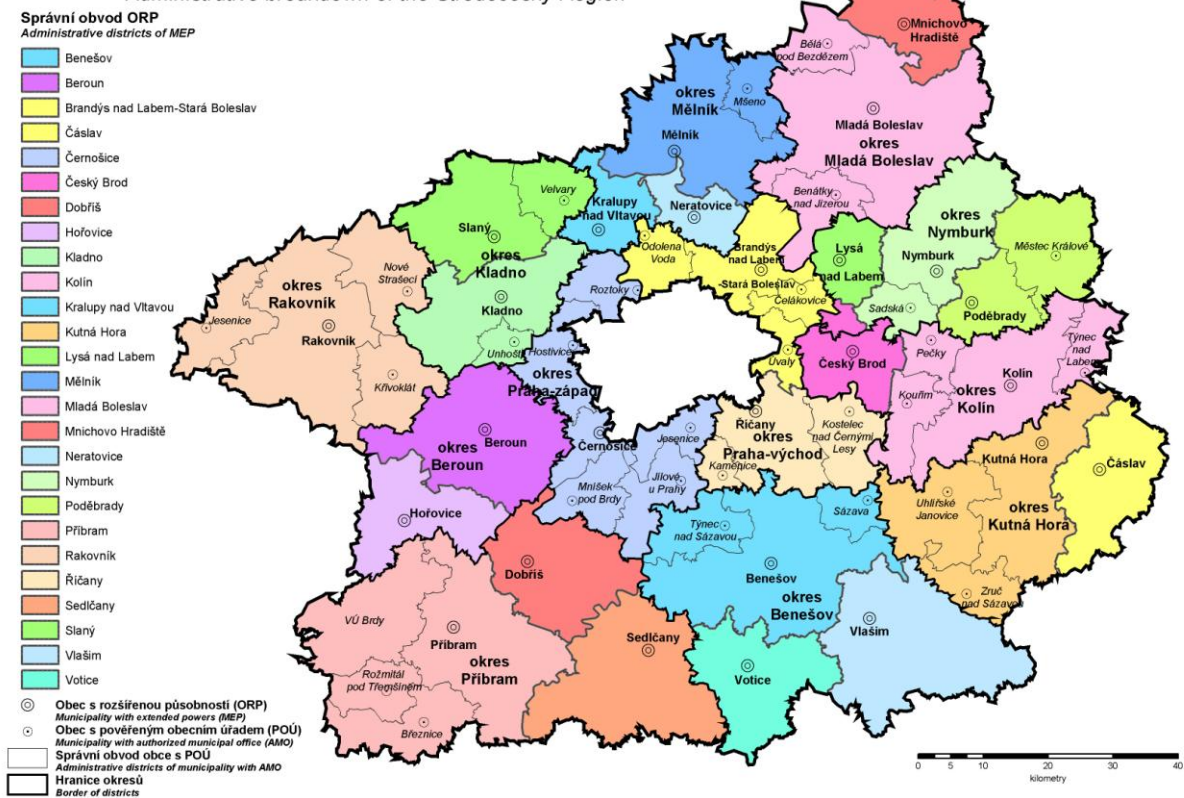 Administrative breakdown of the Středočeský Region
Správní obvod ORP
Administrative districts of MEP
Benešov
Beroun
Brandýs nad Labem-Stará Boleslav
Čáslav
Černošice
Český Brod
Dobříš
Hořovice
Kladno
Kolín
Kralupy nad Vltavou
Kutná Hora
Lysá nad Labem
Mělník
Mladá Boleslav
Mnichovo Hradiště
Neratovice
Nymburk
Poděbrady
Příbram
Rakovník
Říčany
Sedlčany
Slaný
Vlašim
Votice
Obec s rozšířenou působností (ORP)
Municipality with extended powers (MEP)
Obec s pověřeným obecním úřadem (POÚ)
Municipality with authorized municipal office (AMO)
Správní obvod obce s POÚ
Administrative districts of municipality with AMO
Hranice okresů
Border of districts
Mnichovo
Hradiště
Bělá
pod Bezdězem
okres
Mělník
Mšeno
Mělník
Mladá Boleslav
okres
Mladá Boleslav
Benátky
nad Jizerou
Velvary
Kralupy
nad Vltavou
Neratovice
Slaný
okres
Kladno
Odolena
Voda
Brandýs
nad Labem
-Stará Boleslav
Čelákovice
Lysá
nad Labem
okres
Nymburk
Nymburk
Městec Králové
Sadská
Poděbrady
Nové
Strašecí
okres
Rakovník
Jesenice
Rakovník
Křivoklát
Roztoky
Kladno
Unhošť
Hostivice
okres
Praha-západ
Úvaly
Český Brod
Pečky
Týnec
nad
Labem
Kolín
okres
Kolín
Kouřim
okres
Beroun
Beroun
Černošice
Jesenice
Mníšek
pod Brdy
Jílové
u Prahy
Říčany
okres
Praha-východ
Kostelec
nad Černými
Lesy
Kamenice
Kutná Hora
Čáslav
Uhlířské
Janovice
okres
Kutná Hora
Zruč
nad Sázavou
Hořovice
Dobříš
Týnec
nad Sázavou
Sázava
Benešov
okres
Benešov
Vlašim
VÚ Brdy
Příbram
okres
Příbram
Rožmitál
pod Třemšínem
Březnice
Sedlčany
Votice
0 5 10 20 30 40
kilometry